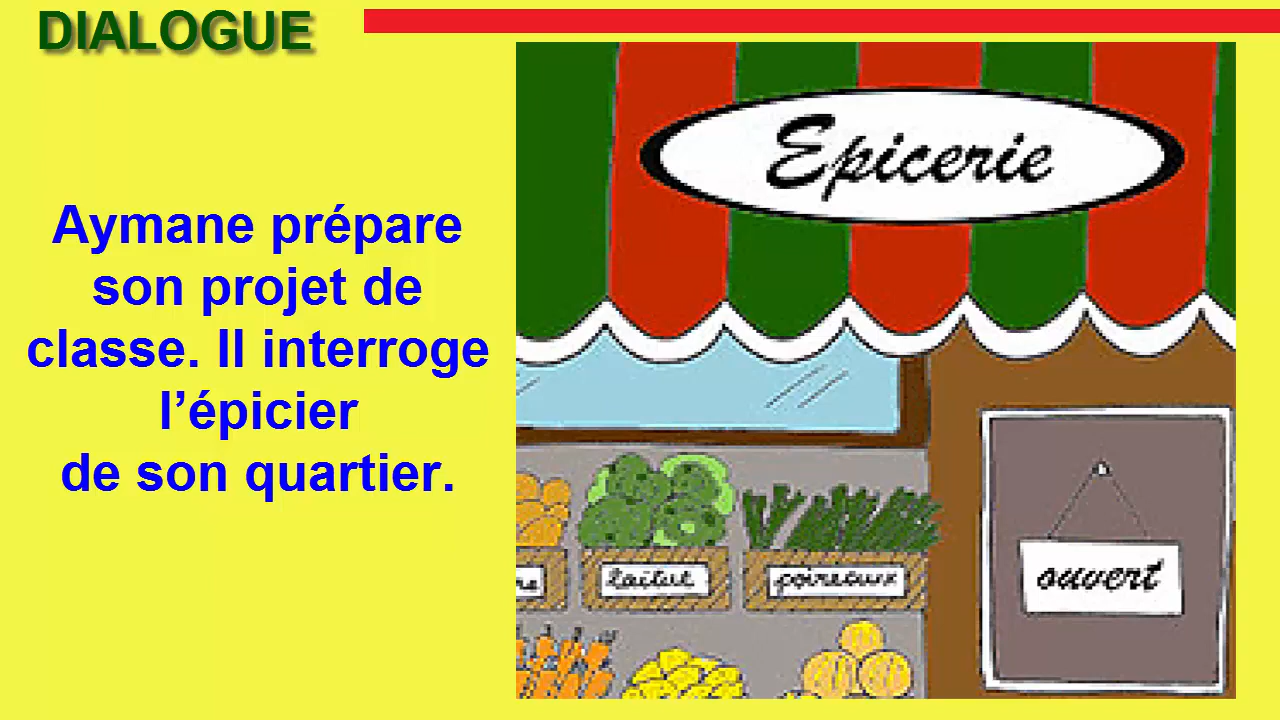 DIALOGUE
Aymane prépare
son projet de
classe. Il interroge
l’épicier
de son quartier.
Epicerie
laitue
poireaux
ouvert